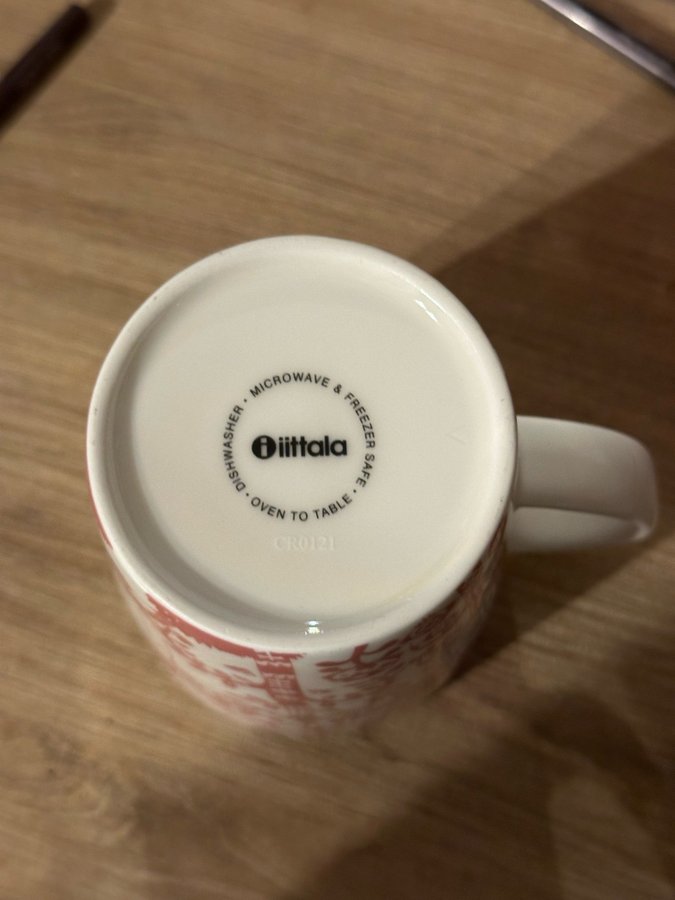 DISHWASHER · MICROWAVE & FREEZER SAFE · OVEN TO TABLE ·
iittala
CR0121